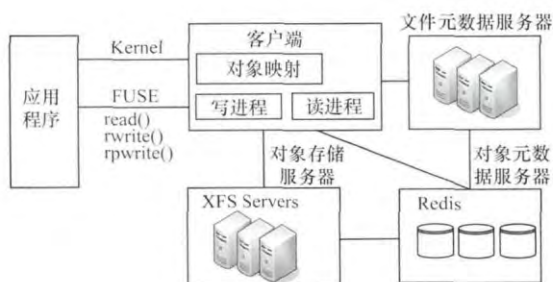 文件元数据服务器
客户端
Kernel
对象映射
应用
程序
FUSE
写进程
读进程
read()
rwrite()
rpwrite()
对象存储
服务器
对象元数
据服务器
XFS Servers
Redis